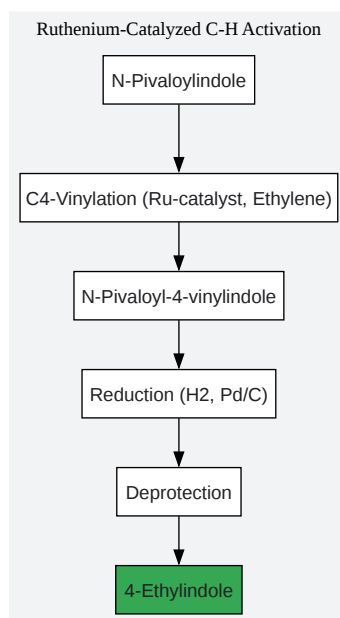 Ruthenium-Catalyzed C-H Activation
N-Pivaloylindole
C4-Vinylation (Ru-catalyst, Ethylene)
N-Pivaloyl-4-vinylindole
Reduction (H2, Pd/C)
Deprotection
4-Ethylindole